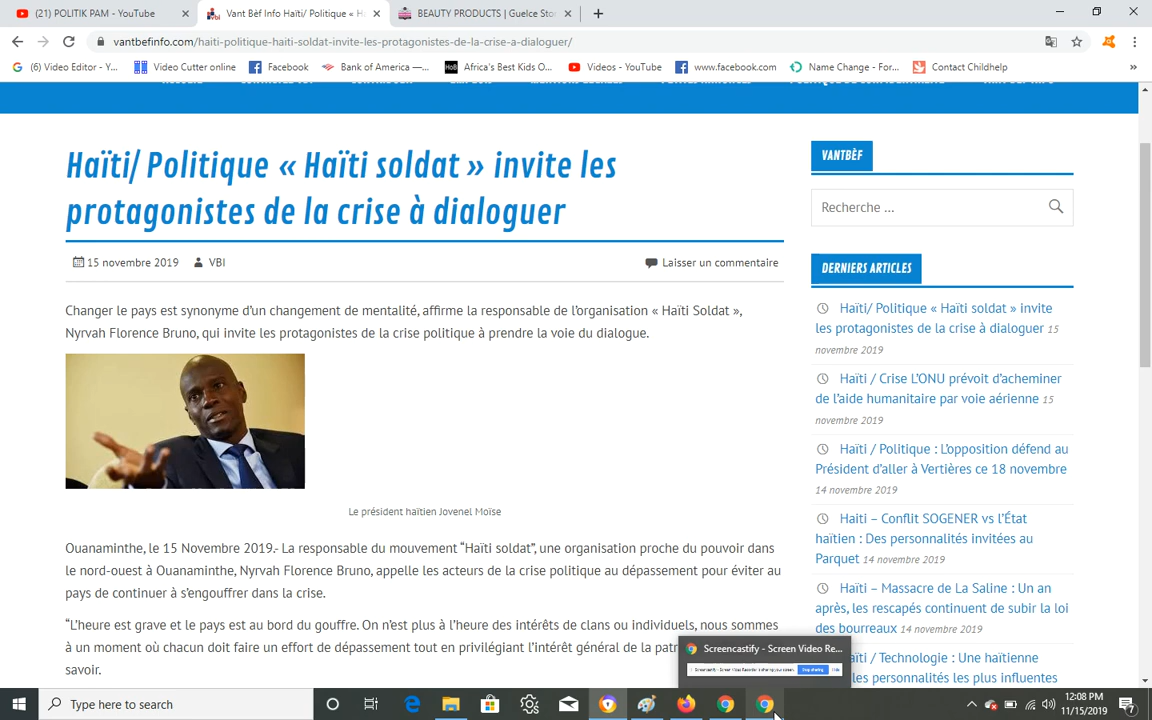 (21) POLITIK PAM - YouTube
Vant Bèf Info Haïti/ Politique « H
BEAUTY PRODUCTS | Guelce Sto
vantbefinfo.com/haiti-politique-haiti-soldat-invite-les-protagonistes-de-la-crise-a-dialoguer/
(6) Video Editor - Y...
Video Cutter online
Facebook
Bank of America —...
Africa's Best Kids O...
Videos - YouTube
www.facebook.com
Name Change - For...
Contact Childhelp
»
Haïti/ Politique « Haïti soldat » invite les
protagonistes de la crise à dialoguer
15 novembre 2019 VBI Laisser un commentaire
Changer le pays est synonyme d'un changement de mentalité, affirme la responsable de l'organisation « Haïti Soldat »,
Nyrvah Florence Bruno, qui invite les protagonistes de la crise politique à prendre la voie du dialogue.
Le président haïtien Jovenel Moïse
Ouanaminthe, le 15 Novembre 2019.- La responsable du mouvement “Haïti soldat”, une organisation proche du pouvoir dans
le nord-ouest à Ouanaminthe, Nyrvah Florence Bruno, appelle les acteurs de la crise politique au dépassement pour éviter au
pays de continuer à s'engouffrer dans la crise.
“L'heure est grave et le pays est au bord du gouffre. On n'est plus à l'heure des intérêts de clans ou individuels, nous sommes
à un moment où chacun doit faire un effort de dépassement tout en privilégiant l'intérêt général de la
savoir.
VANTBÈF
Recherche ...
DERNIERS ARTICLES
Haïti/ Politique « Haïti soldat » invite
les protagonistes de la crise à dialoguer 15
novembre 2019
Haïti / Crise L'ONU prévoit d'acheminer
de l'aide humanitaire par voie aérienne 15
novembre 2019
Haïti / Politique : L'opposition défend au
Président d'aller à Vertières ce 18 novembre
14 novembre 2019
Haiti – Conflit SOGENER vs l'État
haïtien : Des personnalités invitées au
Parquet 14 novembre 2019
Haïti – Massacre de La Saline : Un an
après, les rescapés continuent de subir la loi
des bourreaux 14 novembre 2019
/ Technologie : Une haïtienne
les personnalités les plus influentes
Screencastify - Screen Video Re...
Stop sharing
Hide
Type here to search
12:08 PM
11/15/2019
7